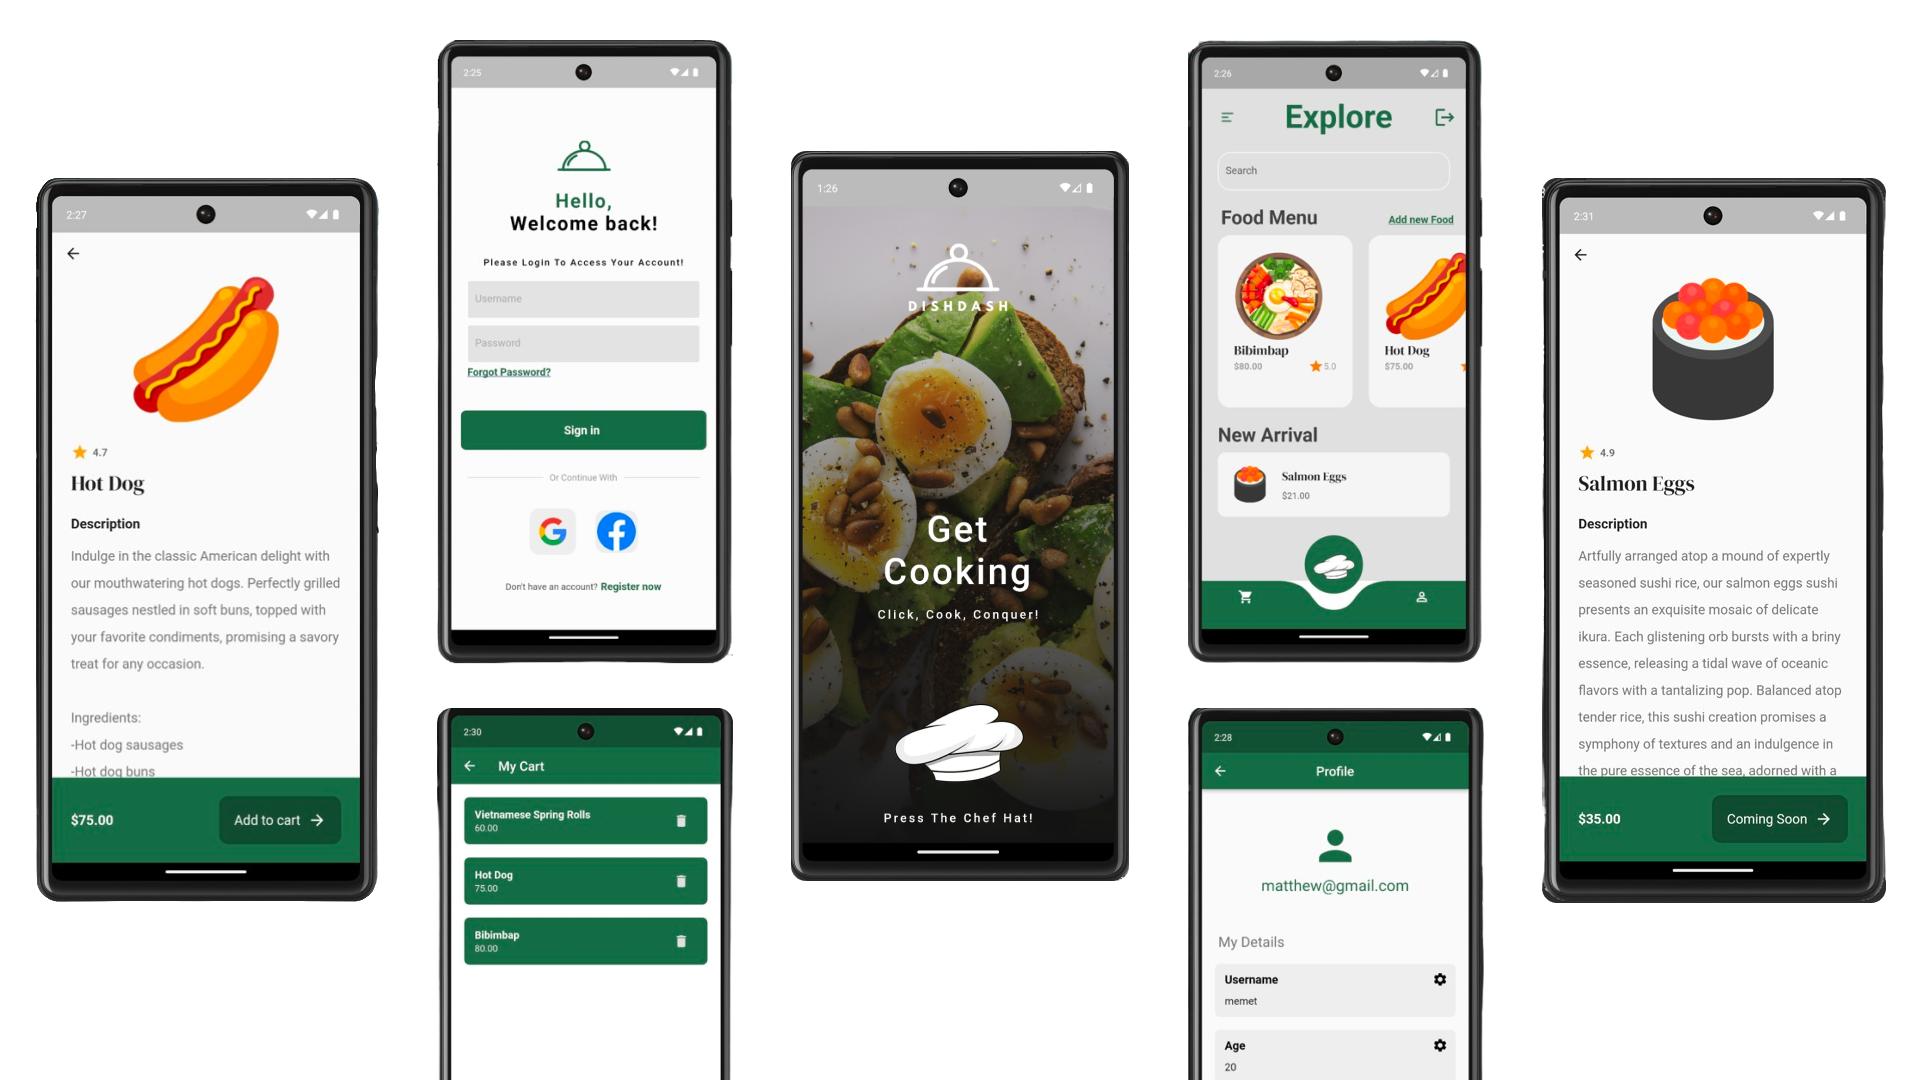 2:27
4.7
Hot Dog
Description
Indulge in the classic American delight with
our mouthwatering hot dogs. Perfectly grilled
sausages nestled in soft buns, topped with
your favorite condiments, promising a savory
treat for any occasion.
Ingredients:
-Hot dog sausages
-Hot dog buns
$75.00
Add to cart
2:25
Hello,
Welcome back!
Please Login To Access Your Account!
Username
Password
Forgot Password?
Sign in
Or Continue With
Don't have an account? Register now
2:30
My Cart
Vietnamese Spring Rolls
60.00
Hot Dog
75.00
Bibimbap
80.00
1:26
DISHDASH
Get
Cooking
Click, Cook, Conquer!
Press The Chef Hat!
2:26
Explore
Search
Food Menu
Add new Food
Bibimbap
$80.00
5.0
Hot Dog
$75.00
New Arrival
Salmon Eggs
$21.00
2:28
Profile
matthew@gmail.com
My Details
Username
memet
Age
20
2:31
4.9
Salmon Eggs
Description
Artfully arranged atop a mound of expertly
seasoned sushi rice, our salmon eggs sushi
presents an exquisite mosaic of delicate
ikura. Each glistening orb bursts with a briny
essence, releasing a tidal wave of oceanic
flavors with a tantalizing pop. Balanced atop
tender rice, this sushi creation promises a
symphony of textures and an indulgence in
the pure essence of the sea, adorned with a
$35.00
Coming Soon